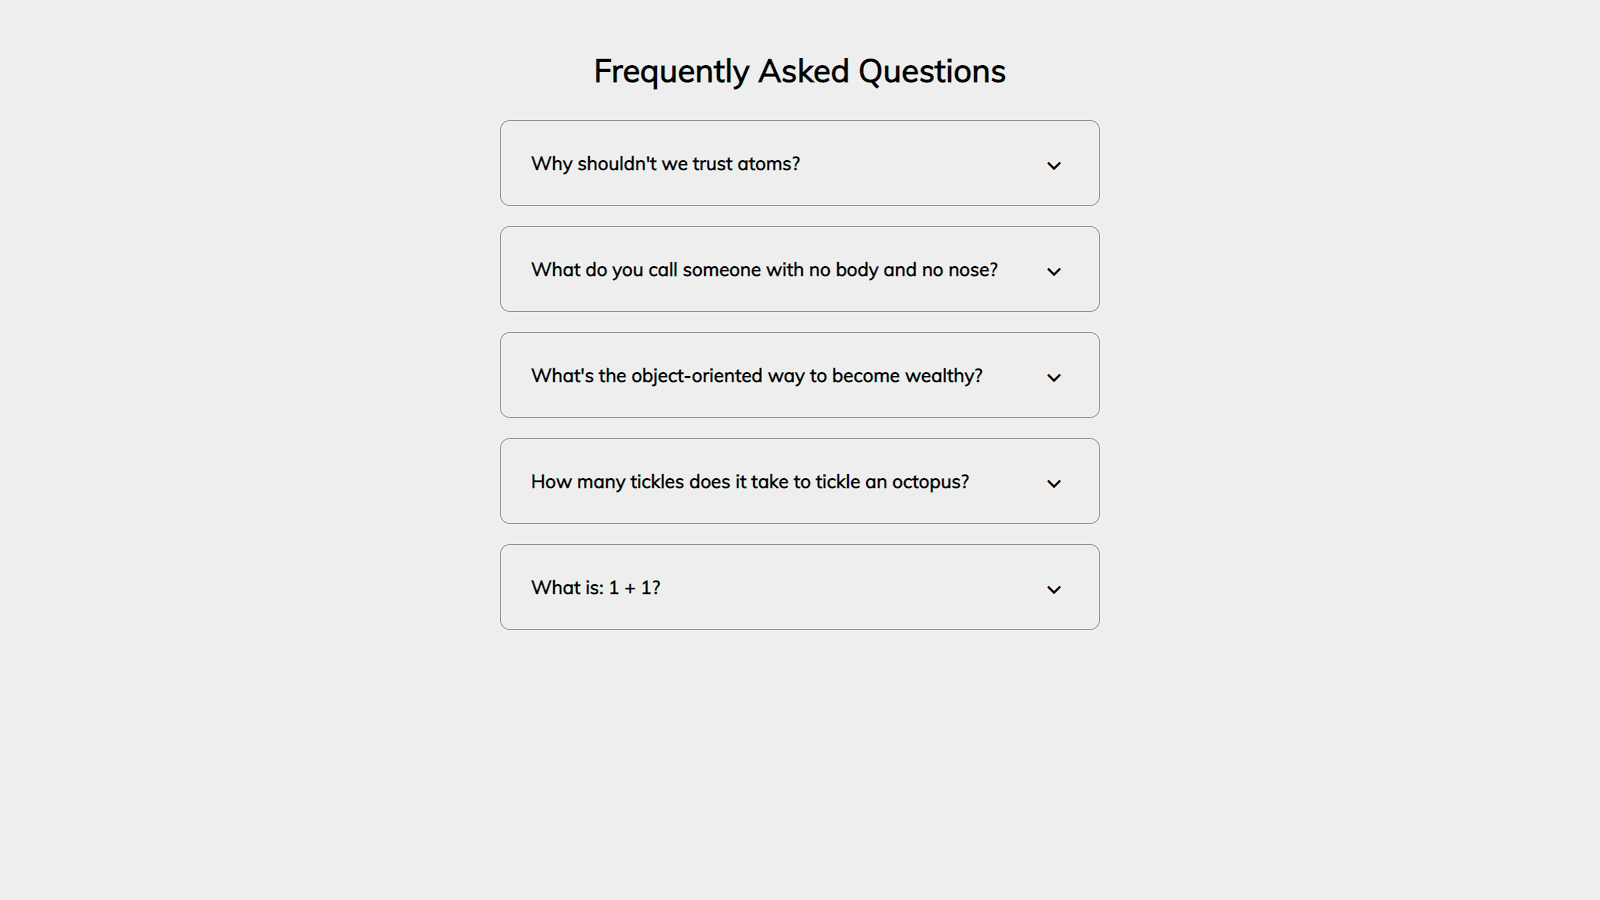 Frequently Asked Questions
Why shouldn't we trust atoms?
What do you call someone with no body and no nose?
What's the object-oriented way to become wealthy?
How many tickles does it take to tickle an octopus?
What is: 1 + 1?